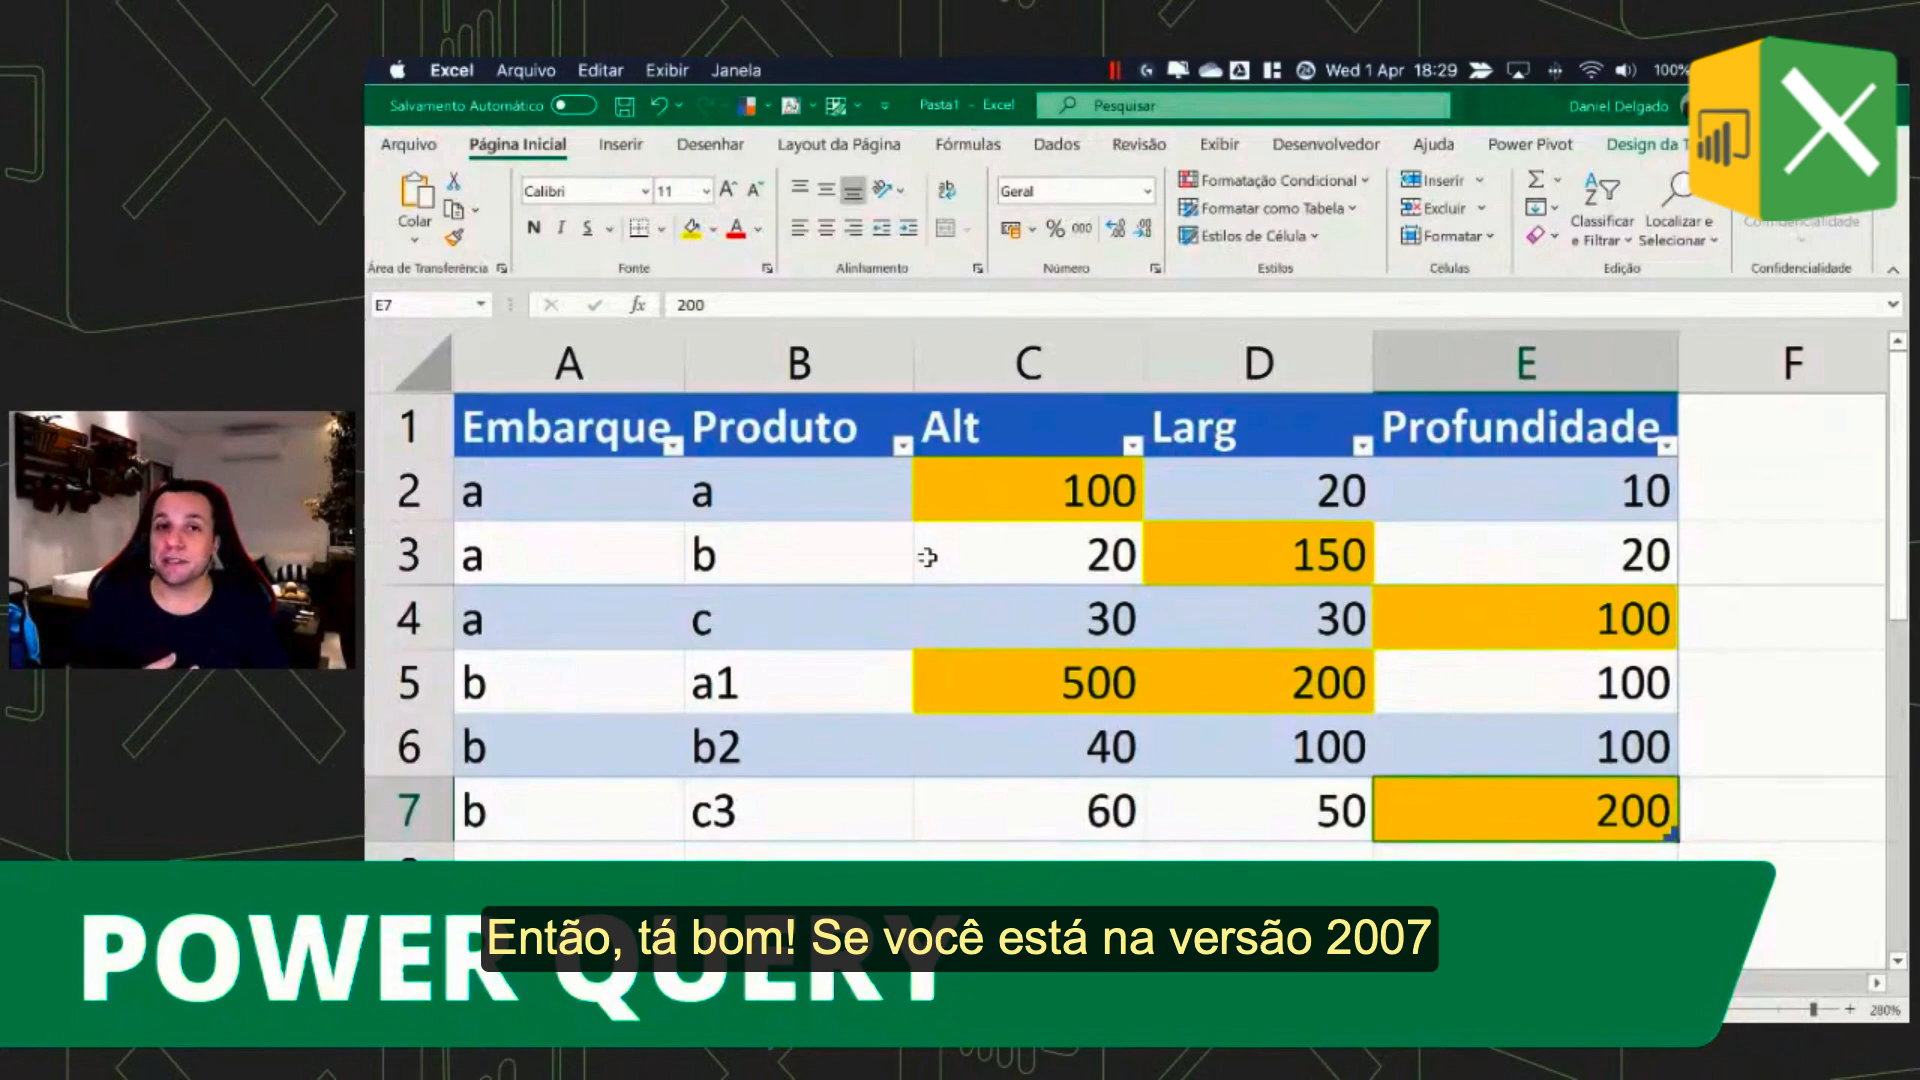 Excel Arquivo Editar Exibir Janela
Wed 1 Apr 18:29 100%
Salvamento Automático Pasta1 - Excel Pesquisar Daniel Delgado
Arquivo Página Inicial Inserir Desenhar Layout da Página Fórmulas Dados Revisão Exibir Desenvolvedor Ajuda Power Pivot Design da
Colar
Calibri 11
Geral
Formatação Condicional
Formatar como Tabela
Estilos de Célula
Inserir
Excluir
Formatar
Classificar e Filtrar
Localizar e Selecionar
Confidencialidade
N I S
% 000
Área de Transferência Fonte Alinhamento Número Estilos Células Edição Confidencialidade
E7 fx 200
A B C D E F
1 Embarque Produto Alt Larg Profundidade
2 a a 100 20 10
3 a b 20 150 20
4 a c 30 30 100
5 b a1 500 200 100
6 b b2 40 100 100
7 b c3 60 50 200
POWER QUERY
Então, tá bom! Se você está na versão 2007
280%